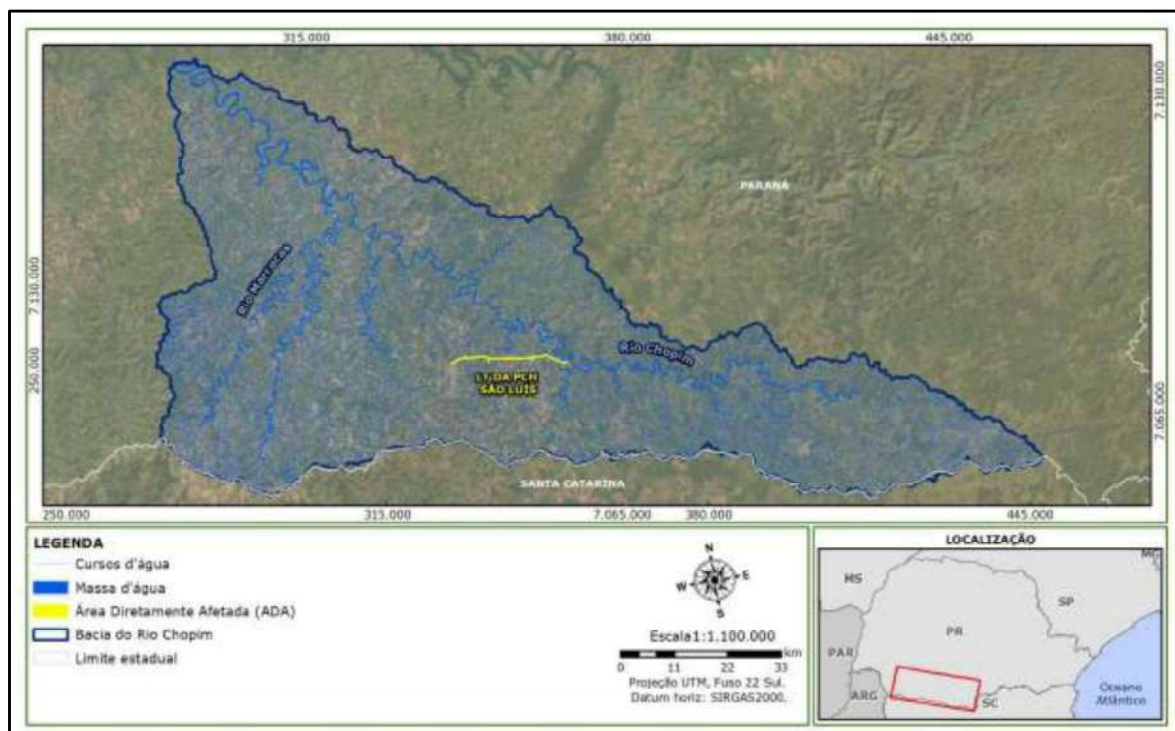 315.000 380.000 445.000
7.130.000
PARANÁ
Rio Marrecas
7.130.000
Rio Chopim
250.000
LT DA PCH
SÃO LUÍS
7.065.000
SANTA CATARINA
250.000 315.000 7.065.000 380.000 445.000
LEGENDA
Cursos d'água
Massa d'água
Área Diretamente Afetada (ADA)
Bacia do Rio Chopim
Limite estadual
N
W E
S
Escala1:1.100.000
km
0 11 22 33
Projeção UTM, Fuso 22 Sul.
Datum horiz: SIRGAS2000.
LOCALIZAÇÃO
MS
MG
SP
PR
PAR
ARG
SC
Oceano
Atlântico